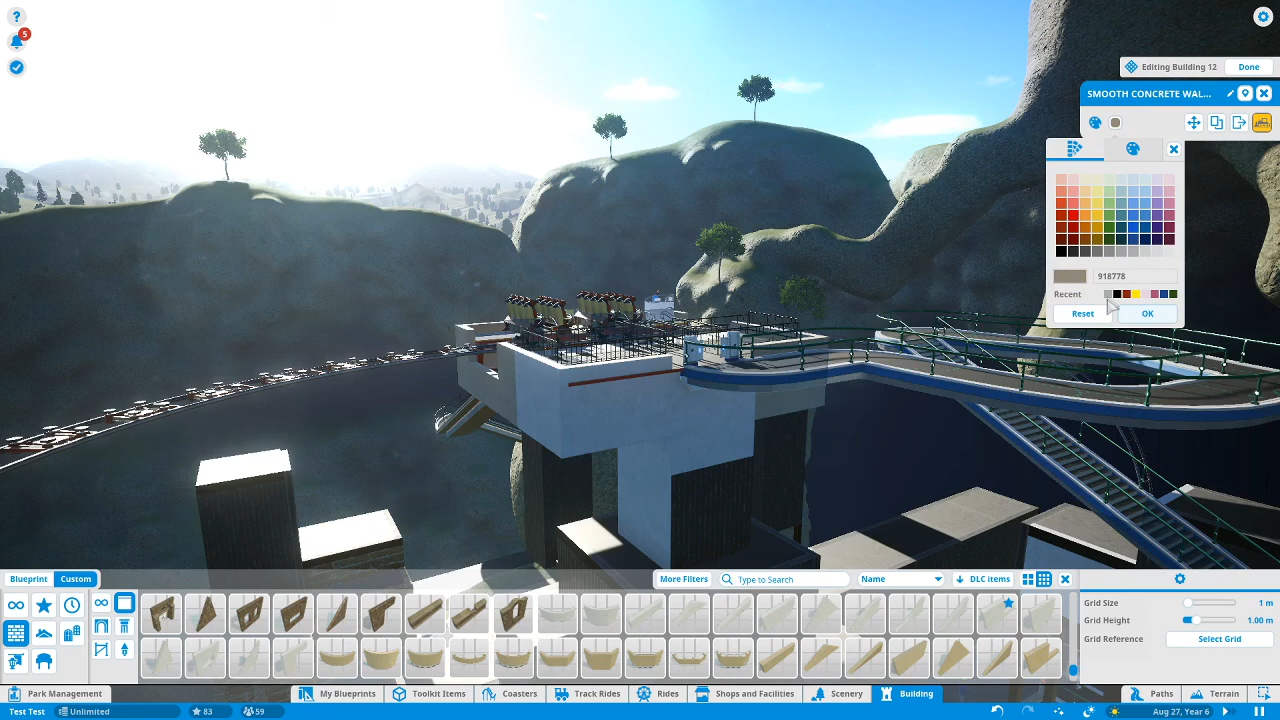 ?
5
Editing Building 12
Done
SMOOTH CONCRETE WAL...
918778
Recent
Reset
OK
Blueprint
Custom
More Filters
Type to Search
Name
DLC items
Grid Size
1 m
Grid Height
1.00 m
Grid Reference
Select Grid
Park Management
My Blueprints
Toolkit Items
Coasters
Track Rides
Rides
Shops and Facilities
Scenery
Building
Paths
Terrain
Test Test
Unlimited
83
59
Aug 27, Year 6